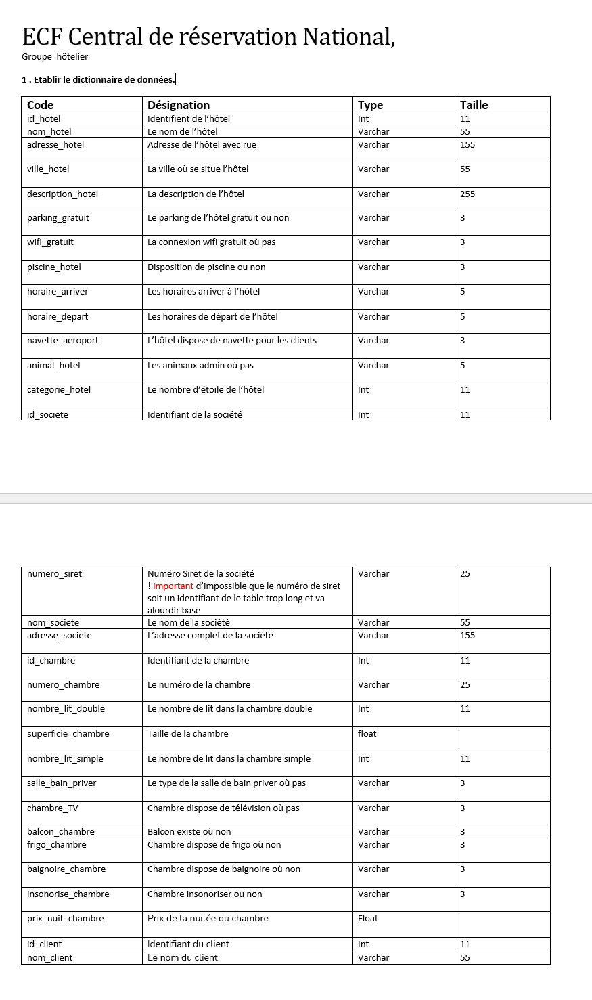 ECF Central de réservation National,
Groupe hôtelier
1 . Etablir le dictionnaire de données.
Code Désignation Type Taille
id_hotel Identifient de l’hôtel Int 11
nom_hotel Le nom de l’hôtel Varchar 55
adresse_hotel Adresse de l’hôtel avec rue Varchar 155
ville_hotel La ville où se situe l’hôtel Varchar 55
description_hotel La description de l’hôtel Varchar 255
parking_gratuit Le parking de l’hôtel gratuit ou non Varchar 3
wifi_gratuit La connexion wifi gratuit où pas Varchar 3
piscine_hotel Disposition de piscine ou non Varchar 3
horaire_arriver Les horaires arriver à l’hôtel Varchar 5
horaire_depart Les horaires de départ de l’hôtel Varchar 5
navette_aeroport L’hôtel dispose de navette pour les clients Varchar 3
animal_hotel Les animaux admin où pas Varchar 5
categorie_hotel Le nombre d’étoile de l’hôtel Int 11
id_societe Identifiant de la société Int 11
numero_siret Numéro Siret de la société Varchar 25
! important d’impossible que le numéro de siret
soit un identifiant de le table trop long et va
alourdir base
nom_societe Le nom de la société Varchar 55
adresse_societe L’adresse complet de la société Varchar 155
id_chambre Identifiant de la chambre Int 11
numero_chambre Le numéro de la chambre Varchar 25
nombre_lit_double Le nombre de lit dans la chambre double Int 11
superficie_chambre Taille de la chambre float
nombre_lit_simple Le nombre de lit dans la chambre simple Int 11
salle_bain_priver Le type de la salle de bain priver où pas Varchar 3
chambre_TV Chambre dispose de télévision où pas Varchar 3
balcon_chambre Balcon existe où non Varchar 3
frigo_chambre Chambre dispose de frigo où non Varchar 3
baignoire_chambre Chambre dispose de baignoire où non Varchar 3
insonorise_chambre Chambre insonoriser ou non Varchar 3
prix_nuit_chambre Prix de la nuitée du chambre Float
id_client Identifiant du client Int 11
nom_client Le nom du client Varchar 55